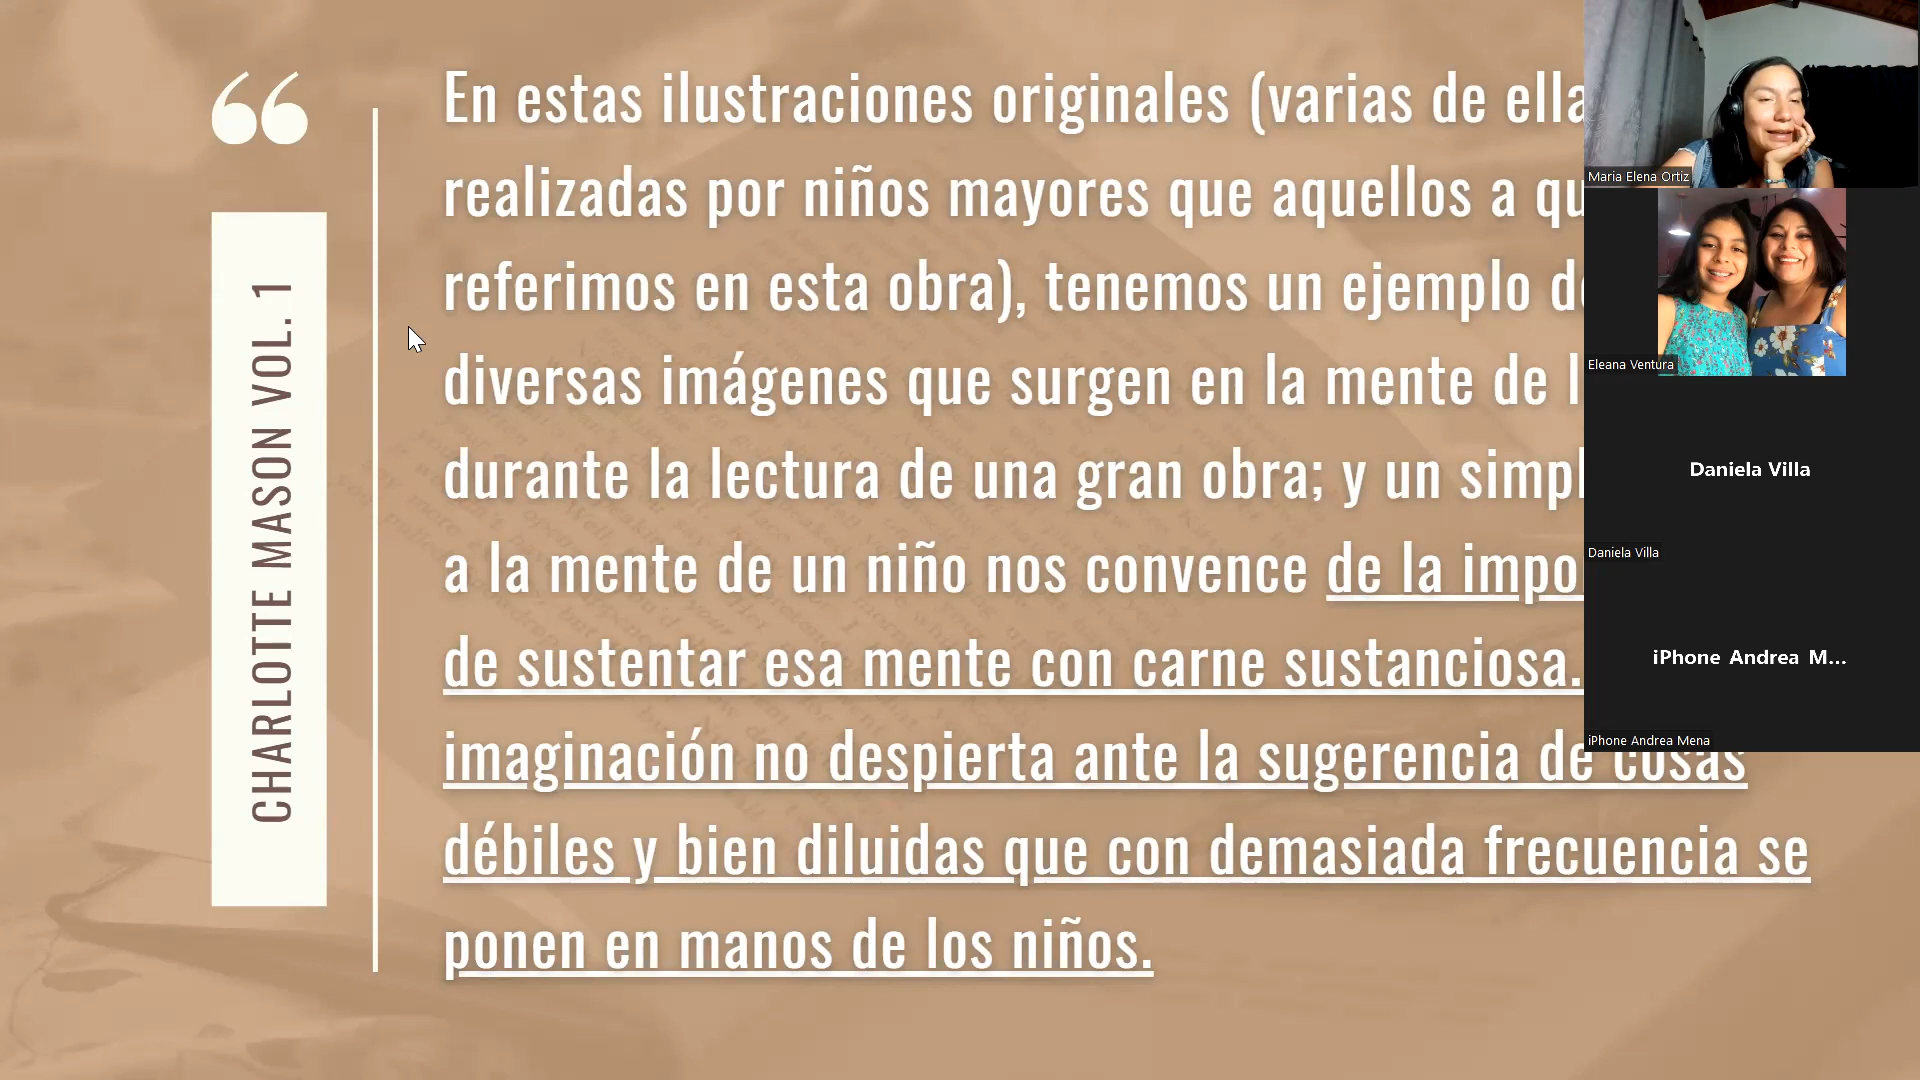 CHARLOTTE MASON VOL. 1
En estas ilustraciones originales (varias de ella
realizadas por niños mayores que aquellos a qu
referimos en esta obra), tenemos un ejemplo d
diversas imágenes que surgen en la mente de l
durante la lectura de una gran obra; y un simpl
a la mente de un niño nos convence de la impo
de sustentar esa mente con carne sustanciosa.
imaginación no despierta ante la sugerencia de cosas
débiles y bien diluidas que con demasiada frecuencia se
ponen en manos de los niños.
Maria Elena Ortiz
Eleana Ventura
Daniela Villa
Daniela Villa
iPhone Andrea M...
iPhone Andrea Mena